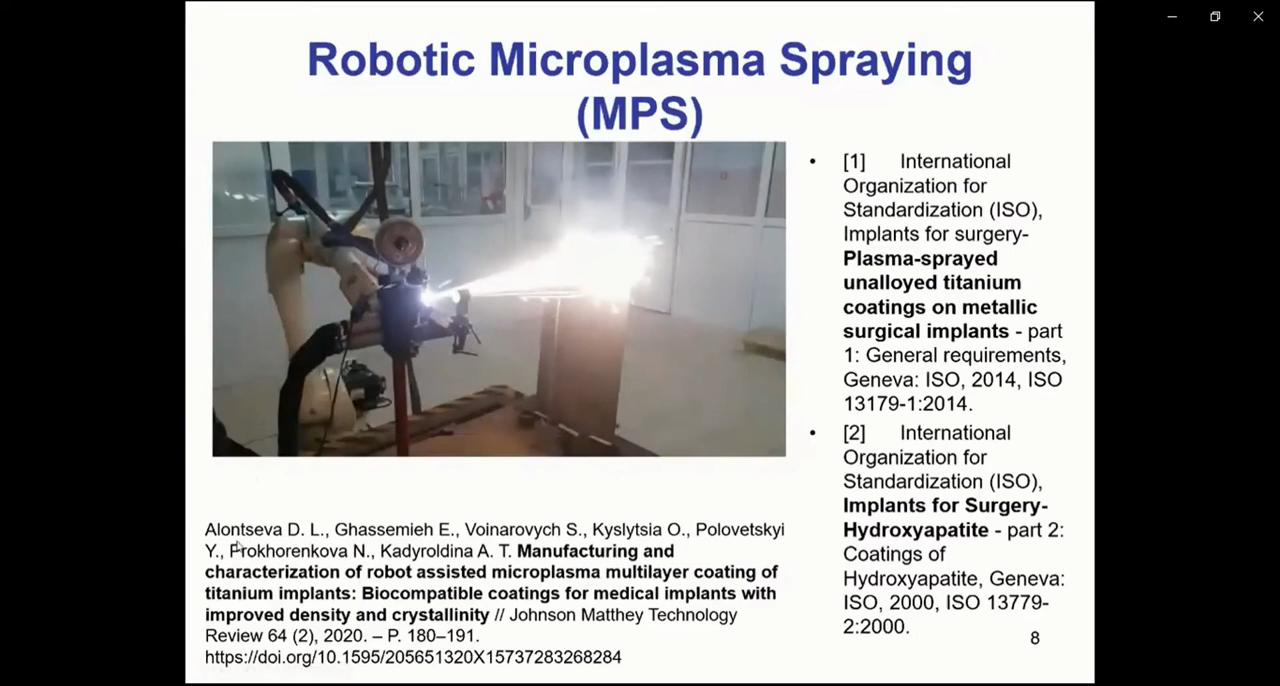 Robotic Microplasma Spraying
(MPS)
• [1] International
Organization for
Standardization (ISO),
Implants for surgery-
Plasma-sprayed
unalloyed titanium
coatings on metallic
surgical implants - part
1: General requirements,
Geneva: ISO, 2014, ISO
13179-1:2014.
• [2] International
Organization for
Standardization (ISO),
Implants for Surgery-
Hydroxyapatite - part 2:
Coatings of
Hydroxyapatite, Geneva:
ISO, 2000, ISO 13779-
2:2000.
Alontseva D. L., Ghassemieh E., Voinarovych S., Kyslytsia O., Polovetskyi
Y., Prokhorenkova N., Kadyroldina A. T. Manufacturing and
characterization of robot assisted microplasma multilayer coating of
titanium implants: Biocompatible coatings for medical implants with
improved density and crystallinity // Johnson Matthey Technology
Review 64 (2), 2020. – P. 180–191.
https://doi.org/10.1595/205651320X15737283268284
8